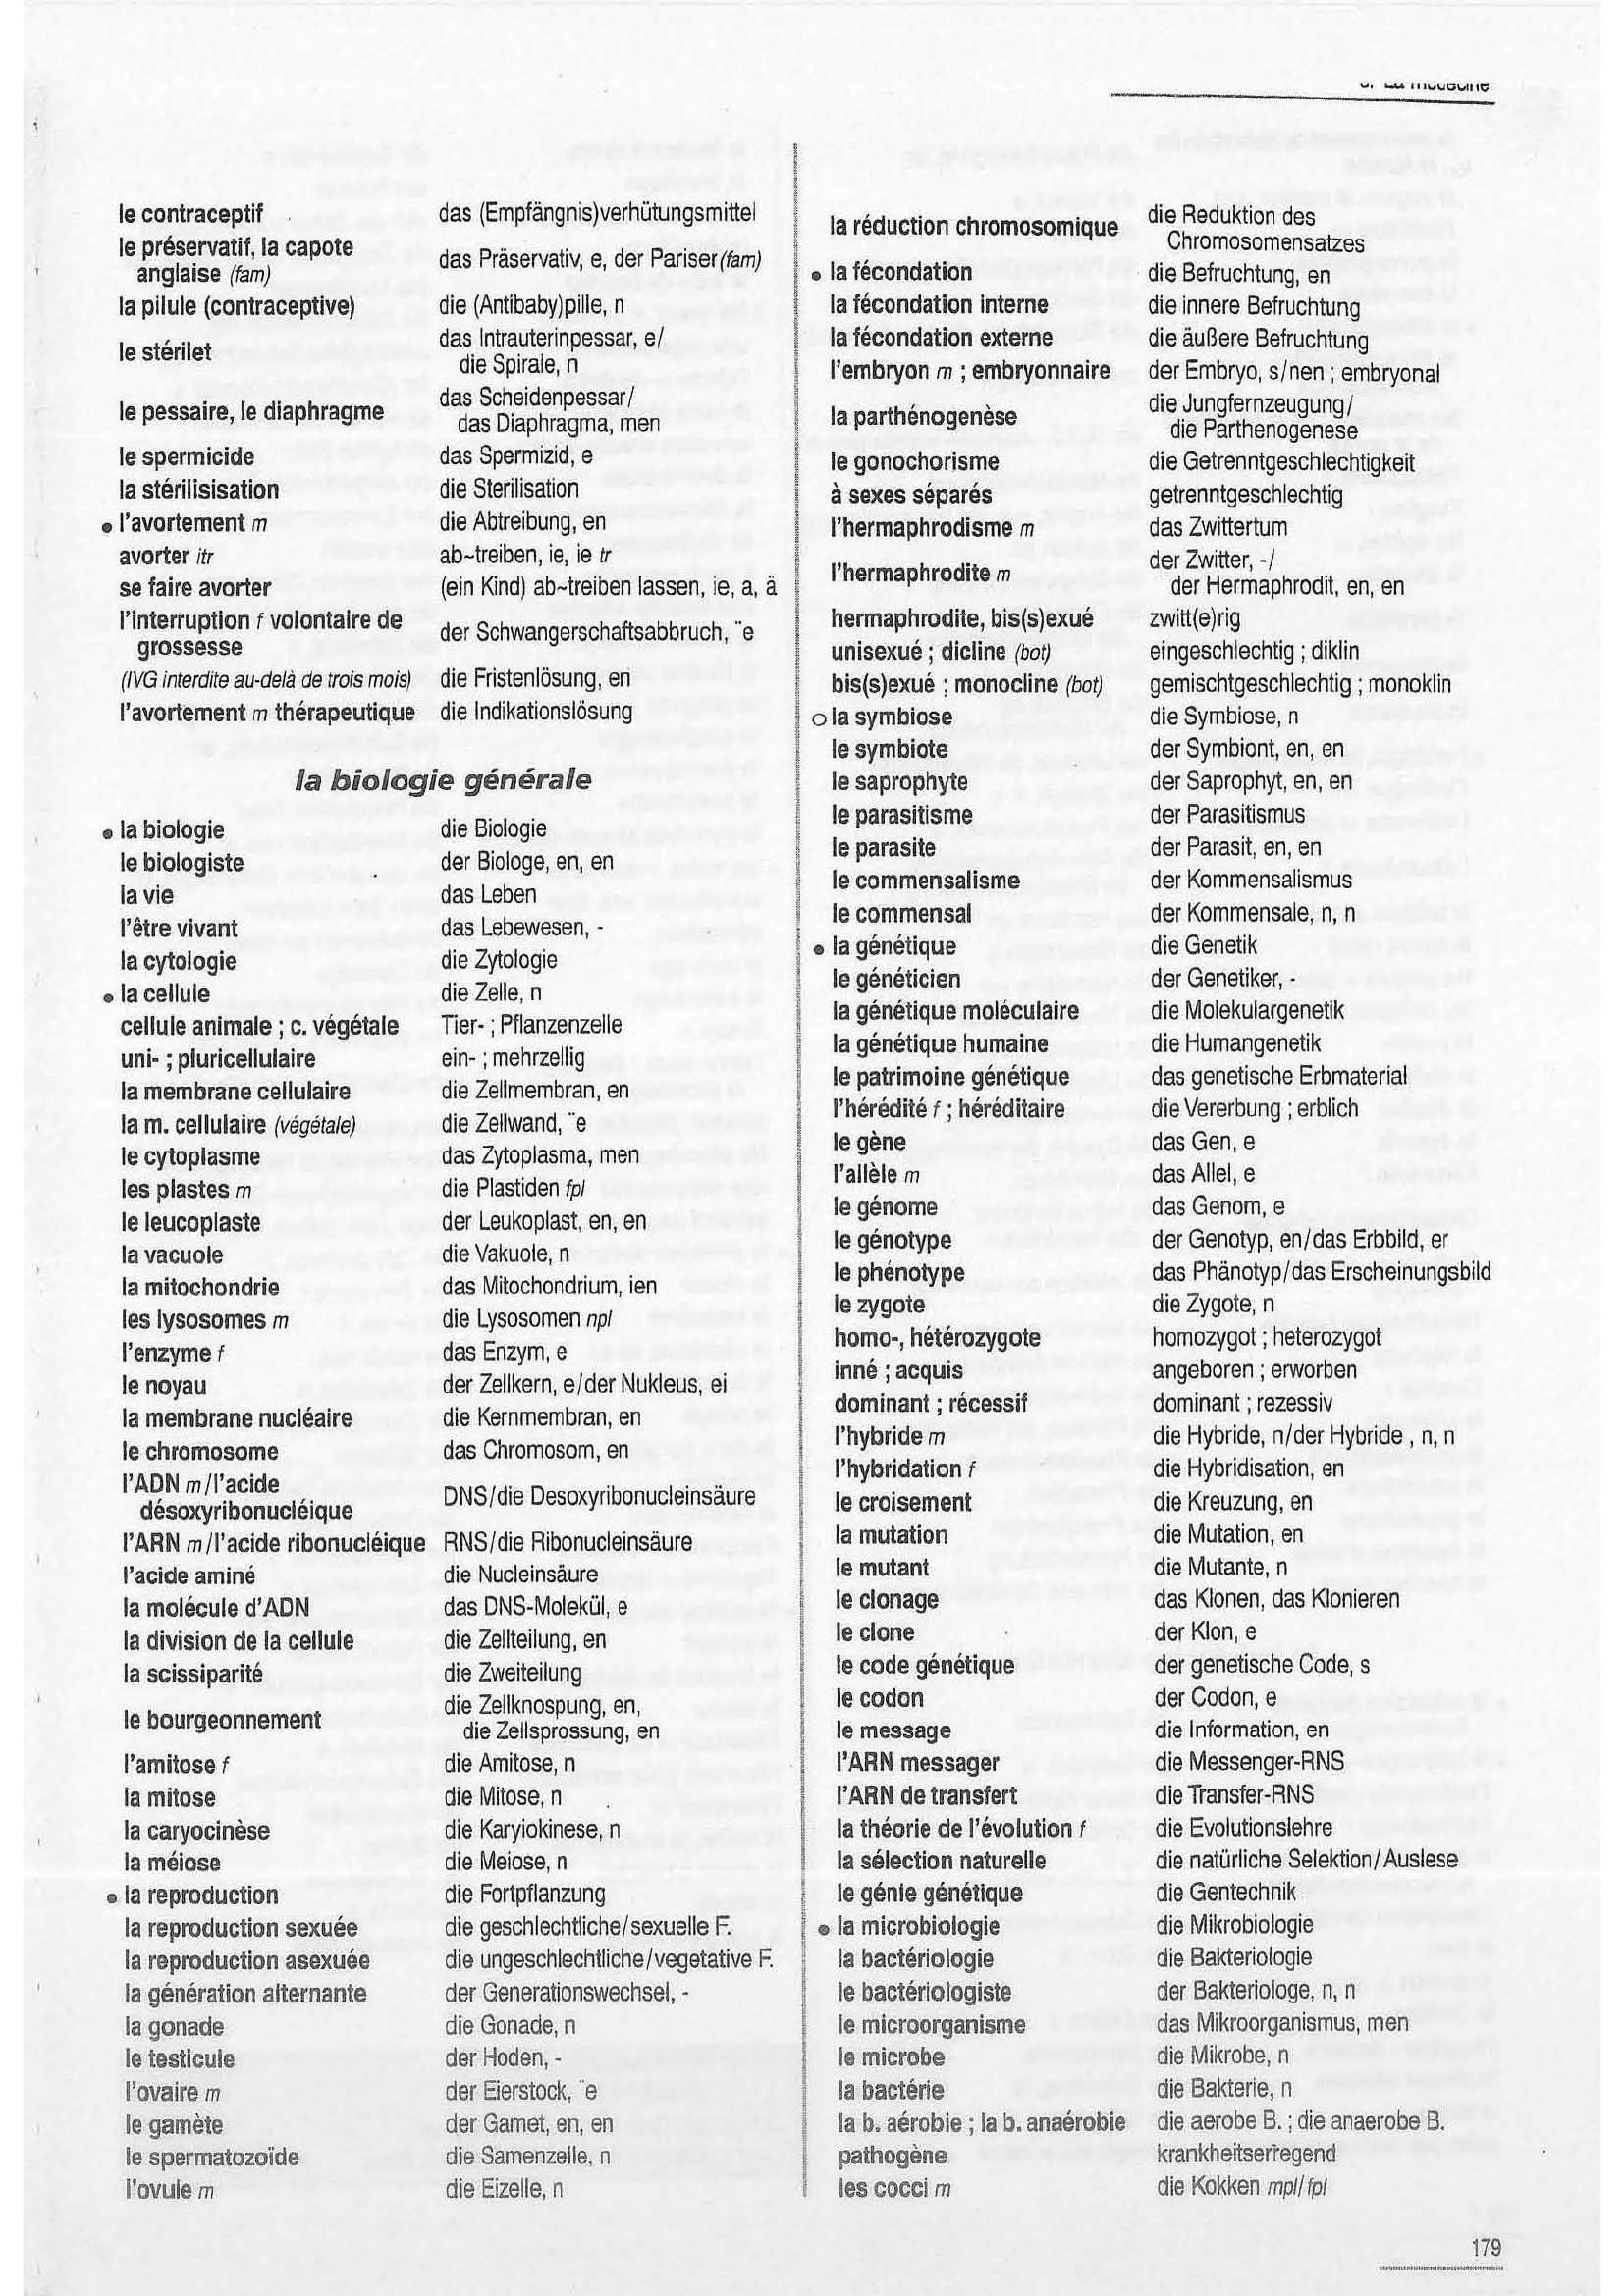 le contraceptif das (Empfängnis)verhütungsmittel
le préservatif, la capote
anglaise (fam) das Präservativ, e, der Pariser (fam)
la pilule (contraceptive) die (Antibaby)pille, n
le stérilet das Intrauterinpessar, e/
die Spirale, n
le pessaire, le diaphragme das Scheidenpessar/
das Diaphragma, men
le spermicide das Spermizid, e
la stérilisisation die Sterilisation
• l'avortement m die Abtreibung, en
avorter itr ab~treiben, ie, ie tr
se faire avorter (ein Kind) ab~treiben lassen, ie, a, ä
l'interruption f volontaire de
grossesse der Schwangerschaftsabbruch, ¨e
(IVG interdite au-delà de trois mois) die Fristenlösung, en
l'avortement m thérapeutique die Indikationslösung
la biologie générale
• la biologie die Biologie
le biologiste der Biologe, en, en
la vie das Leben
l'être vivant das Lebewesen, -
la cytologie die Zytologie
• la cellule die Zelle, n
cellule animale ; c. végétale Tier- ; Pflanzenzelle
uni- ; pluricellulaire ein- ; mehrzellig
la membrane cellulaire die Zellmembran, en
la m. cellulaire (végétale) die Zellwand, ¨e
le cytoplasme das Zytoplasma, men
les plastes m die Plastiden fpl
le leucoplaste der Leukoplast, en, en
la vacuole die Vakuole, n
la mitochondrie das Mitochondrium, ien
les lysosomes m die Lysosomen npl
l'enzyme f das Enzym, e
le noyau der Zellkern, e/der Nukleus, ei
la membrane nucléaire die Kernmembran, en
le chromosome das Chromosom, en
l'ADN m/l'acide
désoxyribonucléique DNS/die Desoxyribonucleinsäure
l'ARN m/l'acide ribonucléique RNS/die Ribonucleinsäure
l'acide aminé die Nucleinsäure
la molécule d'ADN das DNS-Molekül, e
la division de la cellule die Zellteilung, en
la scissiparité die Zweiteilung
le bourgeonnement die Zellknospung, en,
die Zellsprossung, en
l'amitose f die Amitose, n
la mitose die Mitose, n
la caryocinèse die Karyiokinese, n
la méiose die Meiose, n
• la reproduction die Fortpflanzung
la reproduction sexuée die geschlechtliche/sexuelle F.
la reproduction asexuée die ungeschlechtliche/vegetative F.
la génération alternante der Generationswechsel, -
la gonade die Gonade, n
le testicule der Hoden, -
l'ovaire m der Eierstock, ¨e
le gamète der Gamet, en, en
le spermatozoïde die Samenzelle, n
l'ovule m die Eizelle, n
la réduction chromosomique die Reduktion des
Chromosomensatzes
• la fécondation die Befruchtung, en
la fécondation interne die innere Befruchtung
la fécondation externe die äußere Befruchtung
l'embryon m ; embryonnaire der Embryo, s/nen ; embryonal
la parthénogenèse die Jungfernzeugung/
die Parthenogenese
le gonochorisme die Getrenntgeschlechtigkeit
à sexes séparés getrenntgeschlechtig
l'hermaphrodisme m das Zwittertum
l'hermaphrodite m der Zwitter, -/
der Hermaphrodit, en, en
hermaphrodite, bis(s)exué zwitt(e)rig
unisexué ; dicline (bot) eingeschlechtig ; diklin
bis(s)exué ; monocline (bot) gemischtgeschlechtig ; monoklin
o la symbiose die Symbiose, n
le symbiote der Symbiont, en, en
le saprophyte der Saprophyt, en, en
le parasitisme der Parasitismus
le parasite der Parasit, en, en
le commensalisme der Kommensalismus
le commensal der Kommensale, n, n
• la génétique die Genetik
le généticien der Genetiker, -
la génétique moléculaire die Molekulargenetik
la génétique humaine die Humangenetik
le patrimoine génétique das genetische Erbmaterial
l'hérédité f ; héréditaire die Vererbung ; erblich
le gène das Gen, e
l'allèle m das Allel, e
le génome das Genom, e
le génotype der Genotyp, en/das Erbbild, er
le phénotype das Phänotyp/das Erscheinungsbild
le zygote die Zygote, n
homo-, hétérozygote homozygot ; heterozygot
inné ; acquis angeboren ; erworben
dominant ; récessif dominant ; rezessiv
l'hybride m die Hybride, n/der Hybride , n, n
l'hybridation f die Hybridisation, en
le croisement die Kreuzung, en
la mutation die Mutation, en
le mutant die Mutante, n
le clonage das Klonen, das Klonieren
le clone der Klon, e
le code génétique der genetische Code, s
le codon der Codon, e
le message die Information, en
l'ARN messager die Messenger-RNS
l'ARN de transfert die Transfer-RNS
la théorie de l'évolution f die Evolutionslehre
la sélection naturelle die natürliche Selektion/Auslese
le génie génétique die Gentechnik
• la microbiologie die Mikrobiologie
la bactériologie die Bakteriologie
le bactériologiste der Bakteriologe, n, n
le microorganisme das Mikroorganismus, men
le microbe die Mikrobe, n
la bactérie die Bakterie, n
la b. aérobie ; la b. anaérobie die aerobe B. ; die anaerobe B.
pathogène krankheitserregend
les cocci m die Kokken mpl/fpl
179